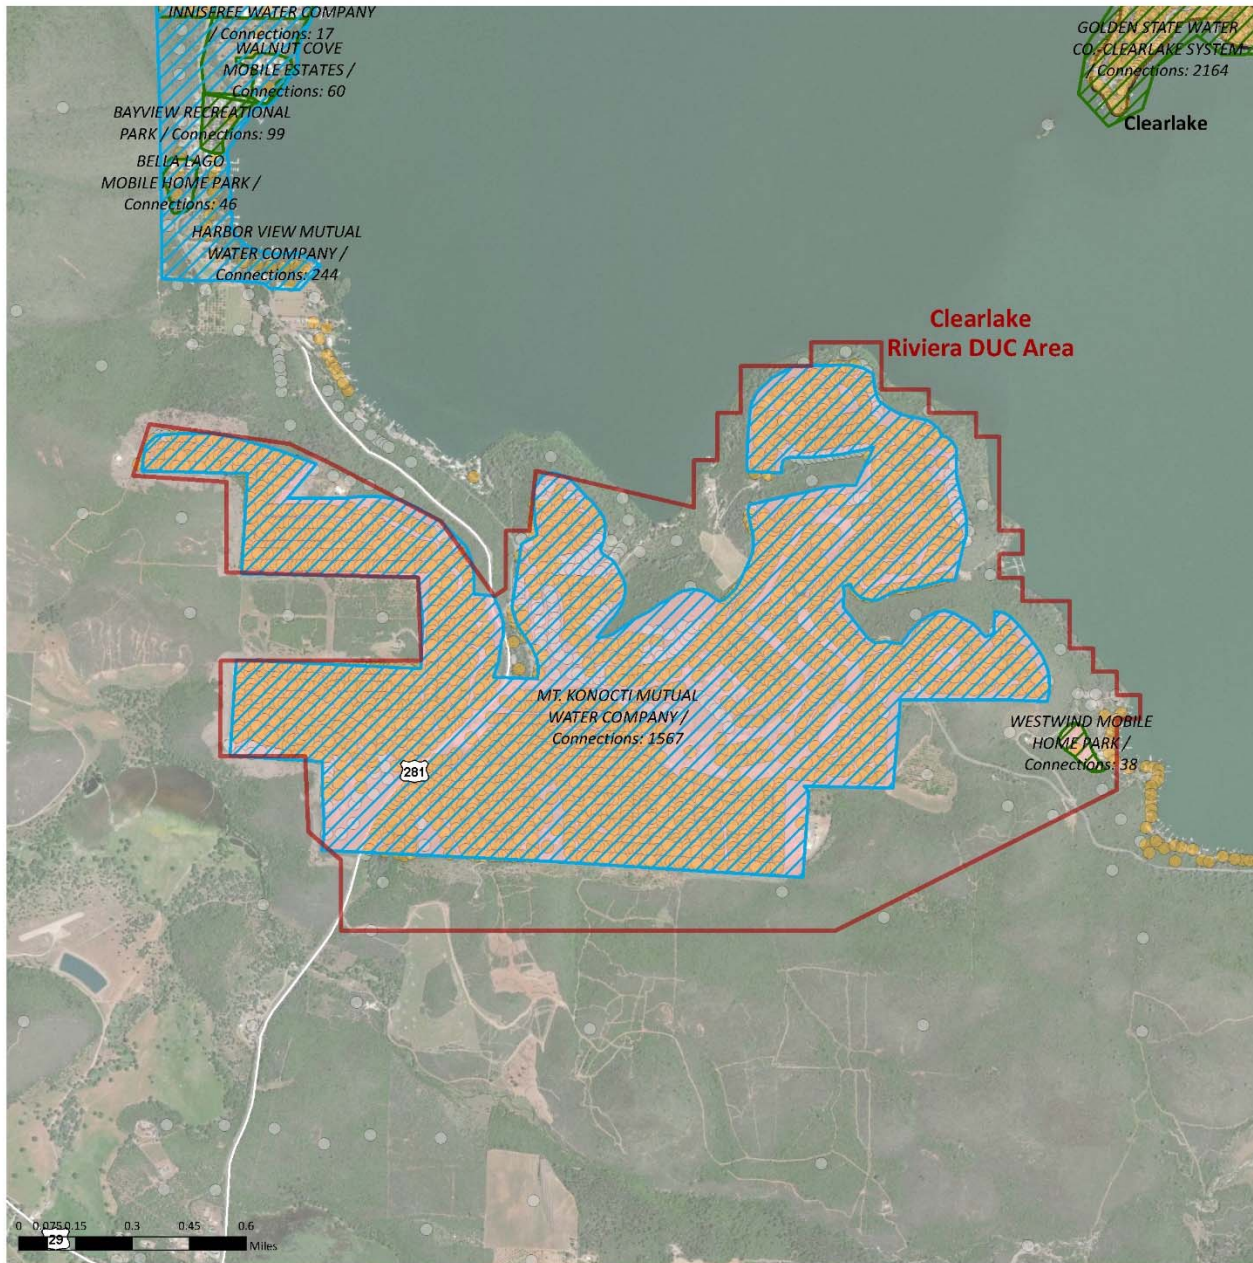 INNISFREE WATER COMPANY
/ Connections: 17
WALNUT COVE
MOBILE ESTATES /
Connections: 60
BAYVIEW RECREATIONAL
PARK / Connections: 99
BELLA LAGO
MOBILE HOME PARK /
Connections: 46
HARBOR VIEW MUTUAL
WATER COMPANY /
Connections: 244
GOLDEN STATE WATER
CO.-CLEARLAKE SYSTEM
/ Connections: 2164
Clearlake
Clearlake
Riviera DUC Area
MT. KONOCTI MUTUAL
WATER COMPANY /
Connections: 1567
WESTWIND MOBILE
HOME PARK /
Connections: 38
281
0 0.075 0.15 0.3 0.45 0.6
Miles
29